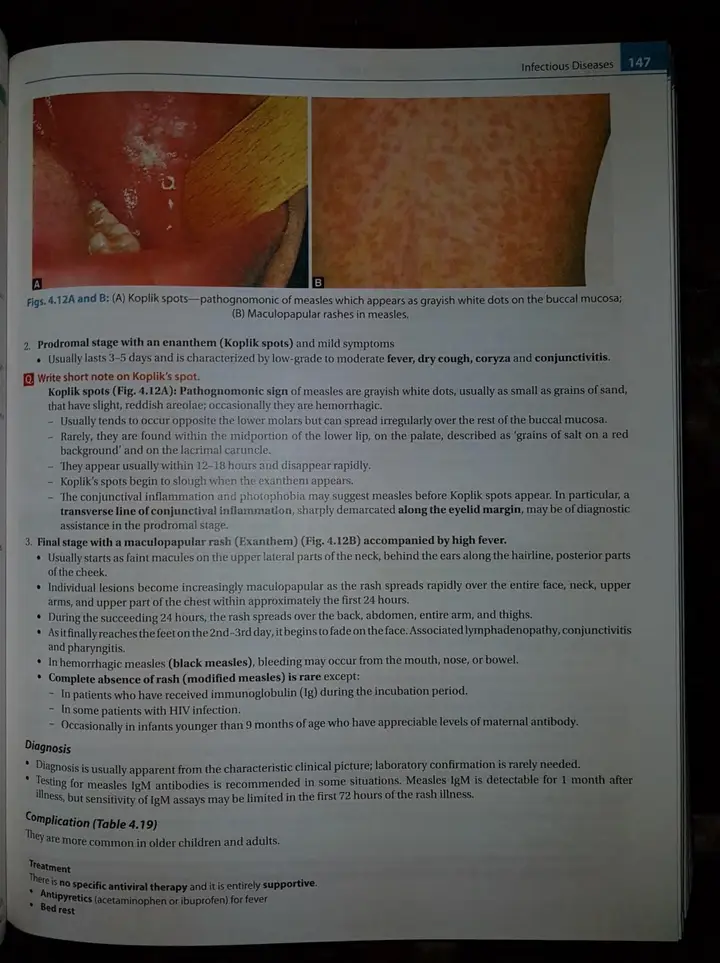 Infectious Diseases 147
A
B
Figs. 4.12A and B: (A) Koplik spots—pathognomonic of measles which appears as grayish white dots on the buccal mucosa;
(B) Maculopapular rashes in measles.
2. Prodromal stage with an enanthem (Koplik spots) and mild symptoms
• Usually lasts 3–5 days and is characterized by low-grade to moderate fever, dry cough, coryza and conjunctivitis.
Q. Write short note on Koplik's spot.
Koplik spots (Fig. 4.12A): Pathognomonic sign of measles are grayish white dots, usually as small as grains of sand,
that have slight, reddish areolae; occasionally they are hemorrhagic.
– Usually tends to occur opposite the lower molars but can spread irregularly over the rest of the buccal mucosa.
– Rarely, they are found within the midportion of the lower lip, on the palate, described as 'grains of salt on a red
background' and on the lacrimal caruncle.
– They appear usually within 12–18 hours and disappear rapidly.
– Koplik's spots begin to slough when the exanthem appears.
– The conjunctival inflammation and photophobia may suggest measles before Koplik spots appear. In particular, a
transverse line of conjunctival inflammation, sharply demarcated along the eyelid margin, may be of diagnostic
assistance in the prodromal stage.
3. Final stage with a maculopapular rash (Exanthem) (Fig. 4.12B) accompanied by high fever.
• Usually starts as faint macules on the upper lateral parts of the neck, behind the ears along the hairline, posterior parts
of the cheek.
• Individual lesions become increasingly maculopapular as the rash spreads rapidly over the entire face, neck, upper
arms, and upper part of the chest within approximately the first 24 hours.
• During the succeeding 24 hours, the rash spreads over the back, abdomen, entire arm, and thighs.
• As it finally reaches the feet on the 2nd–3rd day, it begins to fade on the face. Associated lymphadenopathy, conjunctivitis
and pharyngitis.
• In hemorrhagic measles (black measles), bleeding may occur from the mouth, nose, or bowel.
• Complete absence of rash (modified measles) is rare except:
– In patients who have received immunoglobulin (Ig) during the incubation period.
– In some patients with HIV infection.
– Occasionally in infants younger than 9 months of age who have appreciable levels of maternal antibody.
Diagnosis
• Diagnosis is usually apparent from the characteristic clinical picture; laboratory confirmation is rarely needed.
• Testing for measles IgM antibodies is recommended in some situations. Measles IgM is detectable for 1 month after
illness, but sensitivity of IgM assays may be limited in the first 72 hours of the rash illness.
Complication (Table 4.19)
They are more common in older children and adults.
Treatment
There is no specific antiviral therapy and it is entirely supportive.
• Antipyretics (acetaminophen or ibuprofen) for fever
• Bed rest